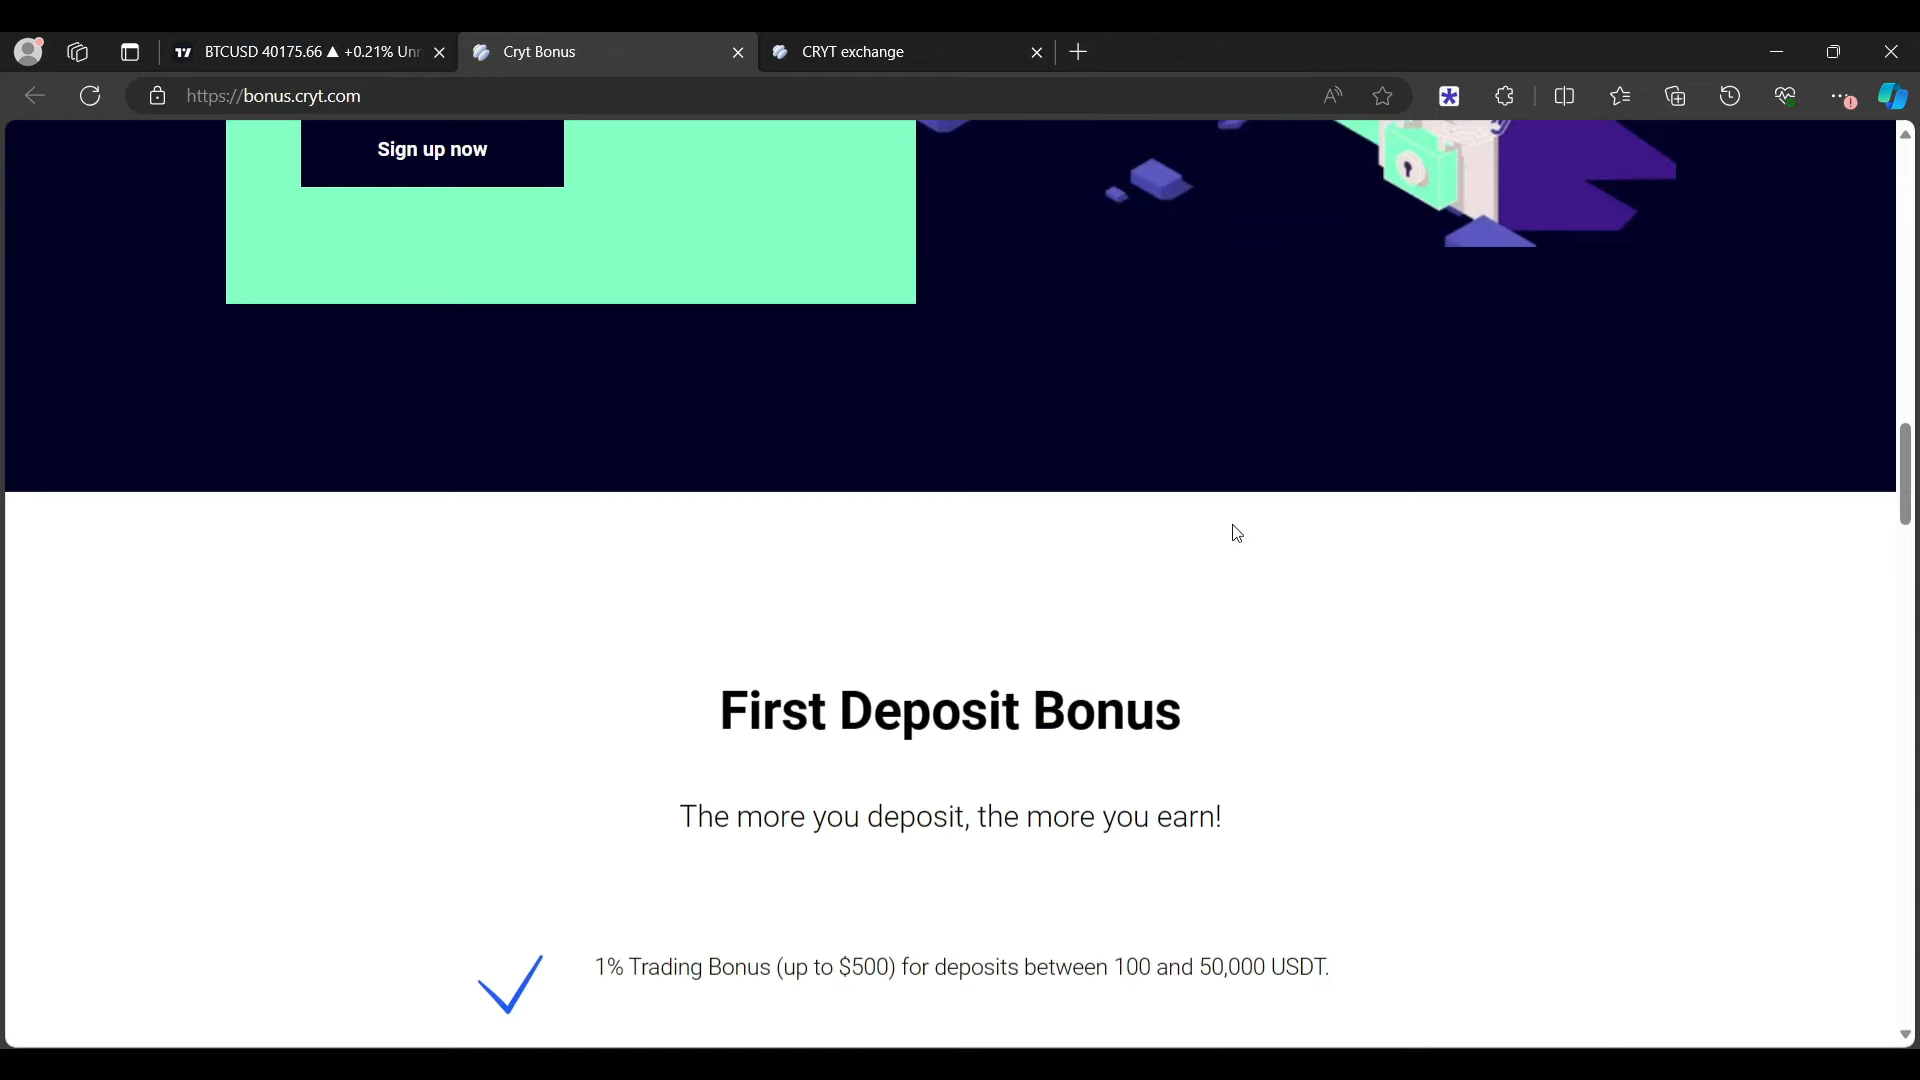 BTCUSD 40175.66 ▲ +0.21% Unn
Cryt Bonus
CRYT exchange
https://bonus.cryt.com
Sign up now
First Deposit Bonus
The more you deposit, the more you earn!
1% Trading Bonus (up to $500) for deposits between 100 and 50,000 USDT.